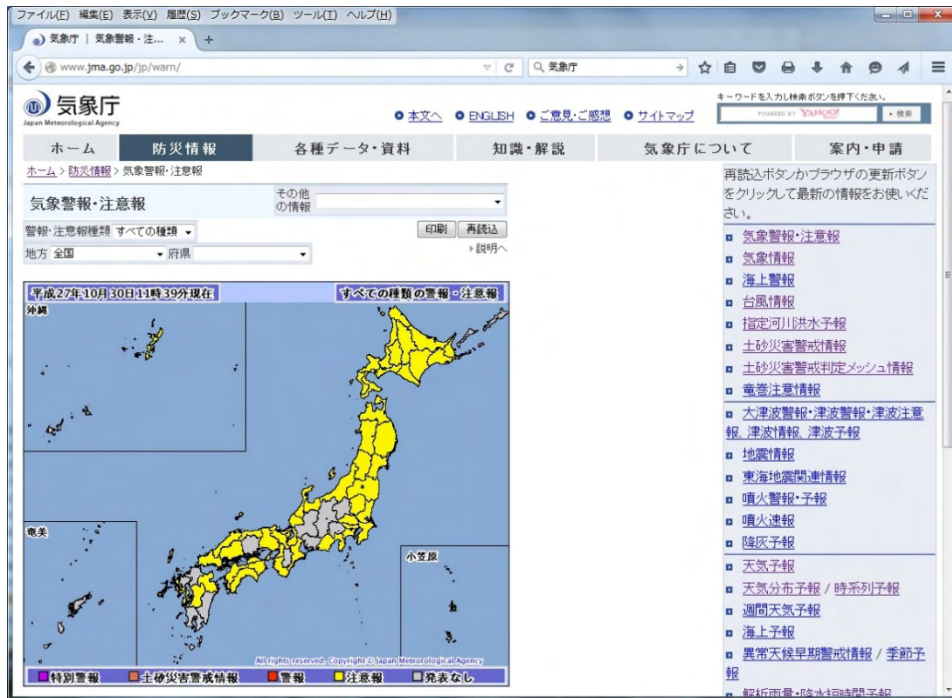 ファイル(F) 編集(E) 表示(V) 履歴(S) ブックマーク(B) ツール(T) ヘルプ(H)
気象庁 | 気象警報・注... × +
www.jma.go.jp/jp/warn/ 気象庁
気象庁
Japan Meteorological Agency
本文へ ENGLISH ご意見・ご感想 サイトマップ
キーワードを入力し検索ボタンを押下ください。
POWERED BY YAHOO! 検索
ホーム 防災情報 各種データ・資料 知識・解説 気象庁について 案内・申請
ホーム > 防災情報 > 気象警報・注意報
気象警報・注意報
その他の情報
警報・注意報種類 すべての種類
印刷 再読込
地方 全国 府県
説明へ
平成27年10月30日11時39分現在 すべての種類の警報・注意報
沖縄
奄美
小笠原
All rights reserved. Copyright © Japan Meteorological Agency
特別警報 土砂災害警戒情報 警報 注意報 発表なし
再読込ボタンかブラウザの更新ボタン
をクリックして最新の情報をお使いくだ
さい。
気象警報・注意報
気象情報
海上警報
台風情報
指定河川洪水予報
土砂災害警戒情報
土砂災害警戒判定メッシュ情報
竜巻注意情報
大津波警報・津波警報・津波注意
報、津波情報、津波予報
地震情報
東海地震関連情報
噴火警報・予報
噴火速報
降灰予報
天気予報
天気分布予報 / 時系列予報
週間天気予報
海上予報
異常天候早期警戒情報 / 季節予
報
解析雨量・降水短時間予報